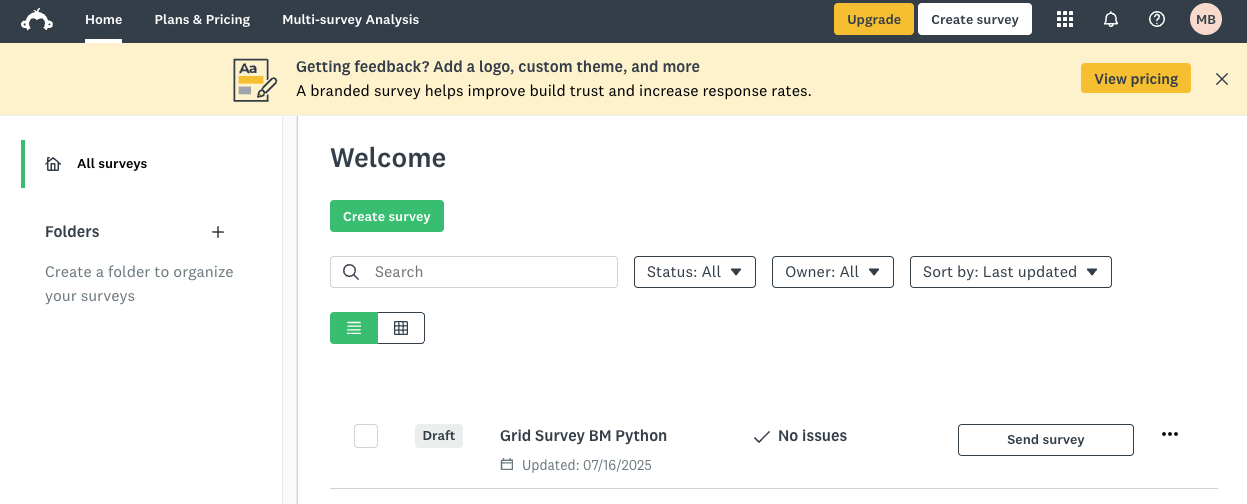 Home Plans & Pricing Multi-survey Analysis Upgrade Create survey MB
Aa
Getting feedback? Add a logo, custom theme, and more
A branded survey helps improve build trust and increase response rates.
View pricing
All surveys
Folders
Create a folder to organize
your surveys
Welcome
Create survey
Search Status: All Owner: All Sort by: Last updated
Draft Grid Survey BM Python No issues Send survey
Updated: 07/16/2025